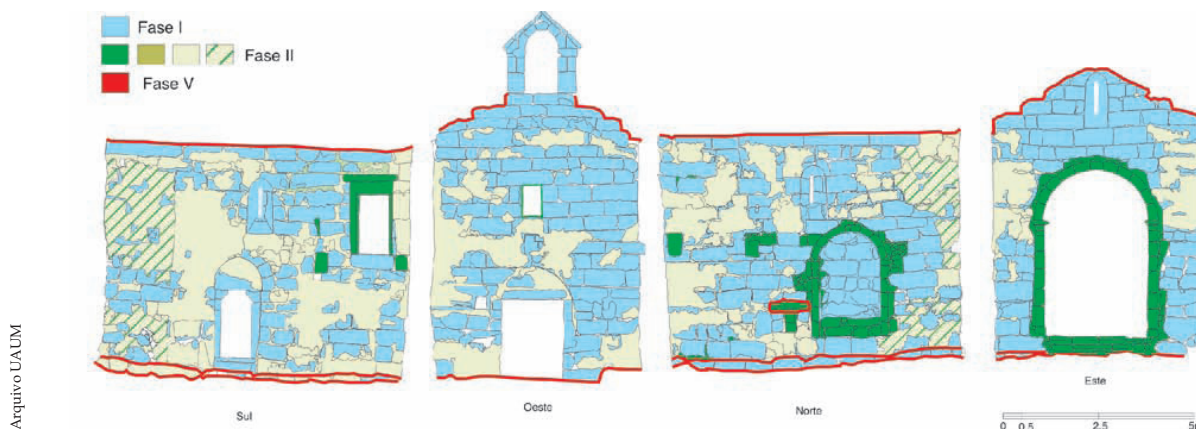 Fase I
Fase II
Fase V
Sul
Oeste
Norte
Este
0 0.5 2.5
Arquivo UAUM